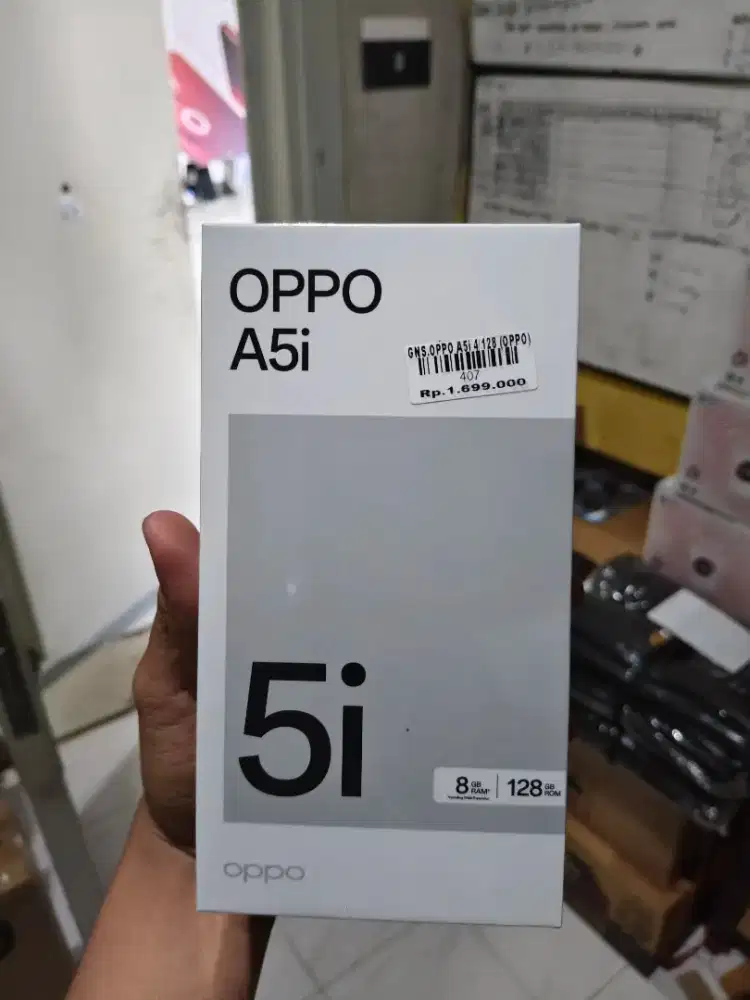 OPPO
A5i
GNS.OPPO A5i 4/128 (OPPO)
407
Rp.1.699.000
5i
8 GB RAM* 128 GB ROM
oppo